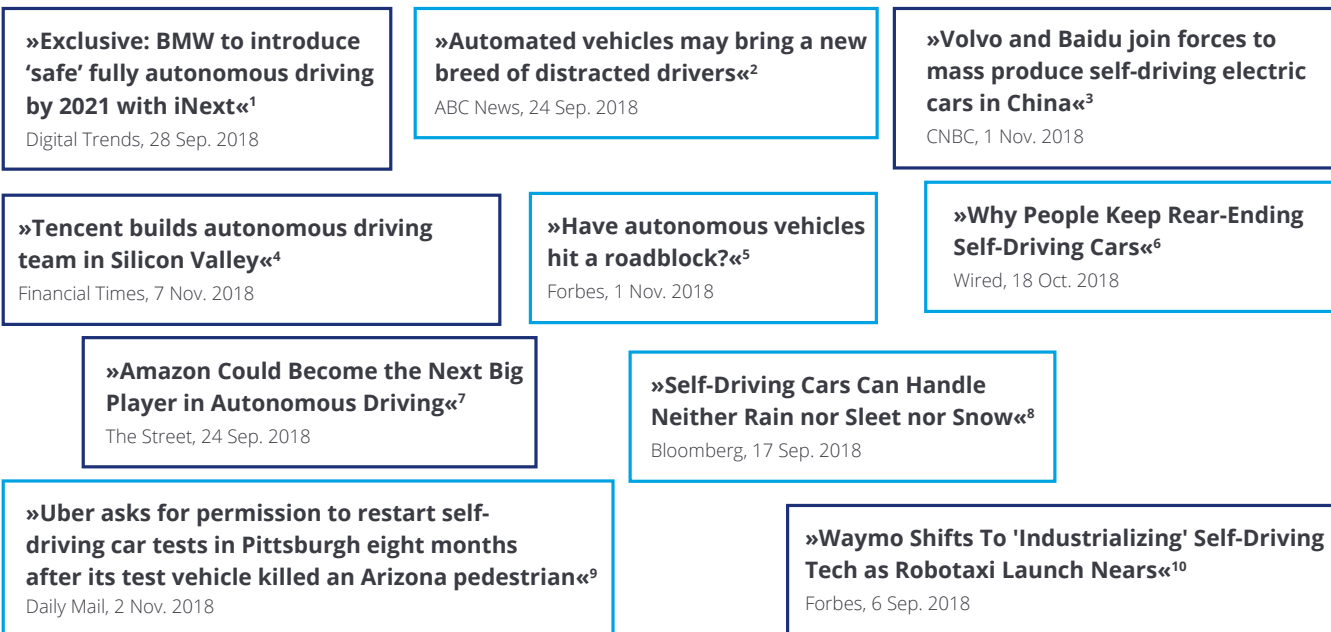 »Exclusive: BMW to introduce
‘safe’ fully autonomous driving
by 2021 with iNext«1
Digital Trends, 28 Sep. 2018
»Automated vehicles may bring a new
breed of distracted drivers«2
ABC News, 24 Sep. 2018
»Volvo and Baidu join forces to
mass produce self-driving electric
cars in China«3
CNBC, 1 Nov. 2018
»Tencent builds autonomous driving
team in Silicon Valley«4
Financial Times, 7 Nov. 2018
»Have autonomous vehicles
hit a roadblock?«5
Forbes, 1 Nov. 2018
»Why People Keep Rear-Ending
Self-Driving Cars«6
Wired, 18 Oct. 2018
»Amazon Could Become the Next Big
Player in Autonomous Driving«7
The Street, 24 Sep. 2018
»Self-Driving Cars Can Handle
Neither Rain nor Sleet nor Snow«8
Bloomberg, 17 Sep. 2018
»Uber asks for permission to restart self-
driving car tests in Pittsburgh eight months
after its test vehicle killed an Arizona pedestrian«9
Daily Mail, 2 Nov. 2018
»Waymo Shifts To 'Industrializing' Self-Driving
Tech as Robotaxi Launch Nears«10
Forbes, 6 Sep. 2018